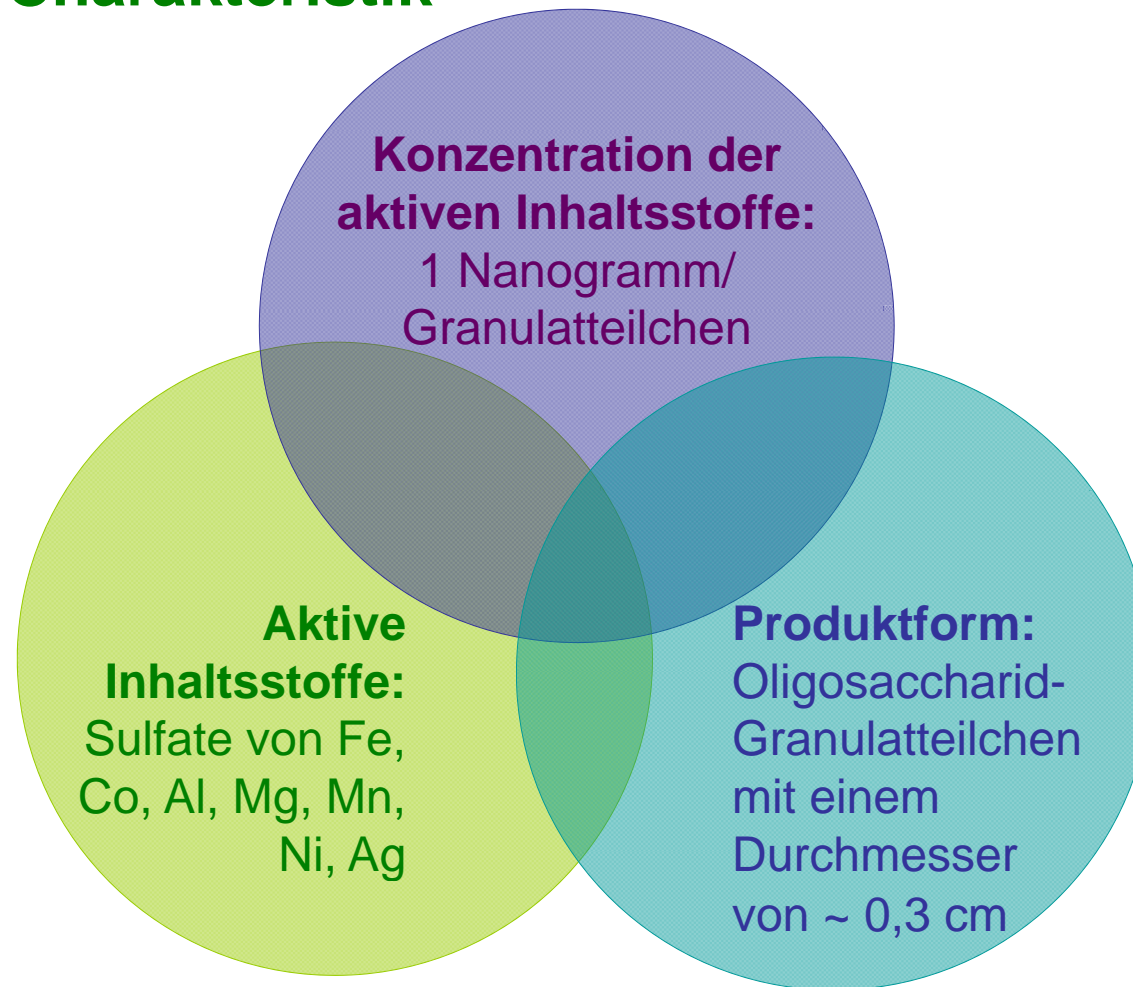 Charakteristik
Konzentration der
aktiven Inhaltsstoffe:
1 Nanogramm/
Granulatteilchen
Aktive
Inhaltsstoffe:
Sulfate von Fe,
Co, Al, Mg, Mn,
Ni, Ag
Produktform:
Oligosaccharid-
Granulatteilchen
mit einem
Durchmesser
von ~ 0,3 cm